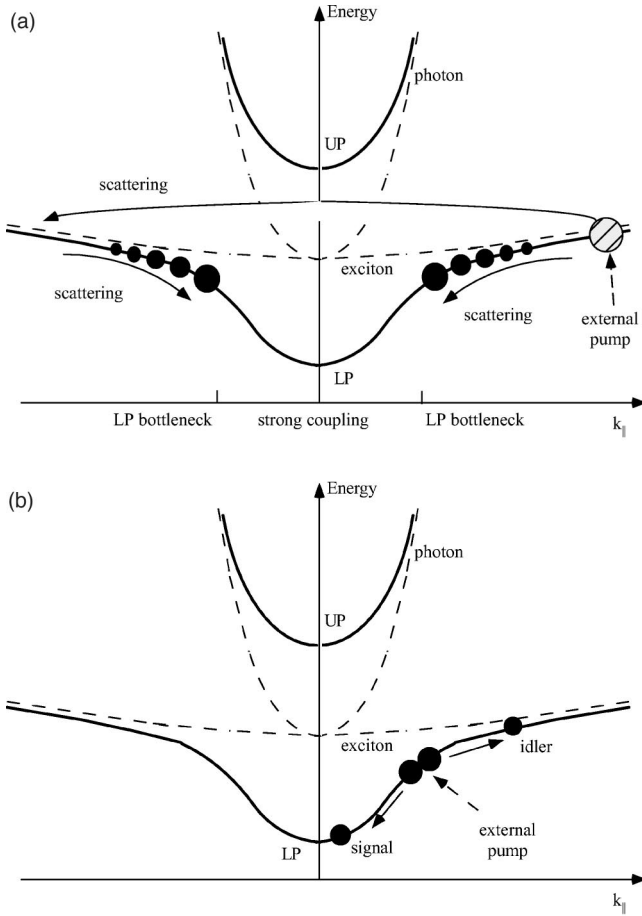 (a)
Energy
photon
UP
scattering
exciton
scattering
scattering
external
pump
LP
LP bottleneck
strong coupling
LP bottleneck
k∥
(b)
Energy
photon
UP
exciton
idler
external
pump
LP
signal
k∥